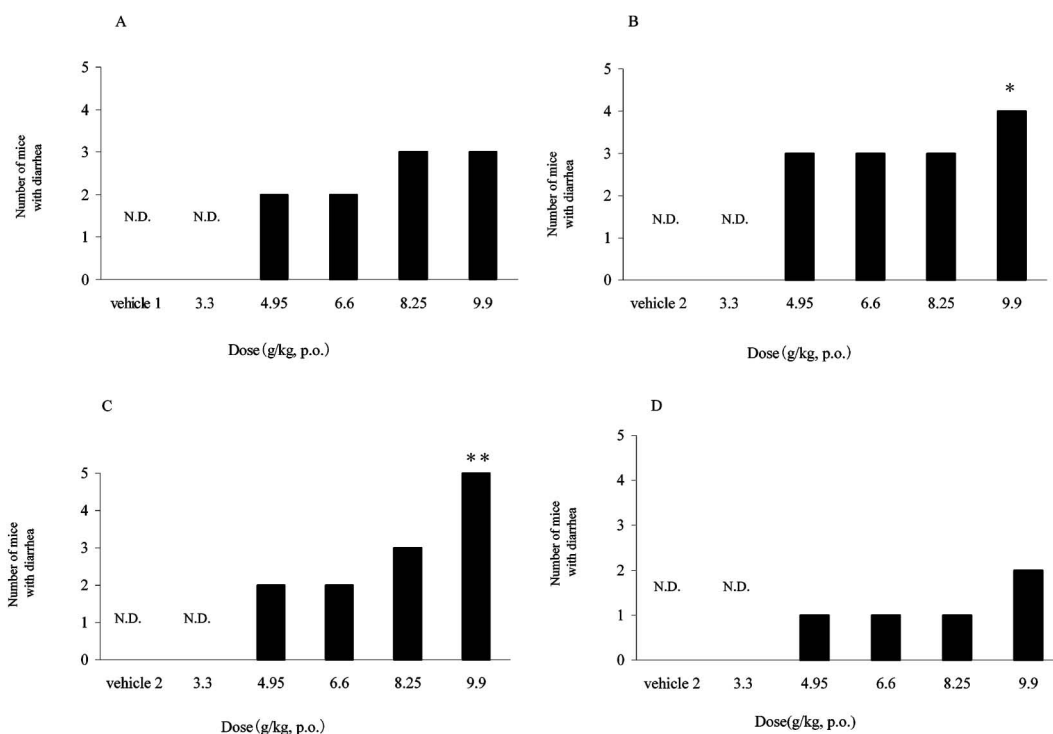 A
Number of mice
with diarrhea
5
4
3
2
1
0
N.D.
N.D.
vehicle 1
3.3
4.95
6.6
8.25
9.9
Dose (g/kg, p.o.)
B
Number of mice
with diarrhea
5
4
3
2
1
0
*
N.D.
N.D.
vehicle 2
3.3
4.95
6.6
8.25
9.9
Dose (g/kg, p.o.)
C
Number of mice
with diarrhea
5
4
3
2
1
0
**
N.D.
N.D.
vehicle 2
3.3
4.95
6.6
8.25
9.9
Dose (g/kg, p.o.)
D
Number of mice
with diarrhea
5
4
3
2
1
0
N.D.
N.D.
vehicle 2
3.3
4.95
6.6
8.25
9.9
Dose(g/kg, p.o.)